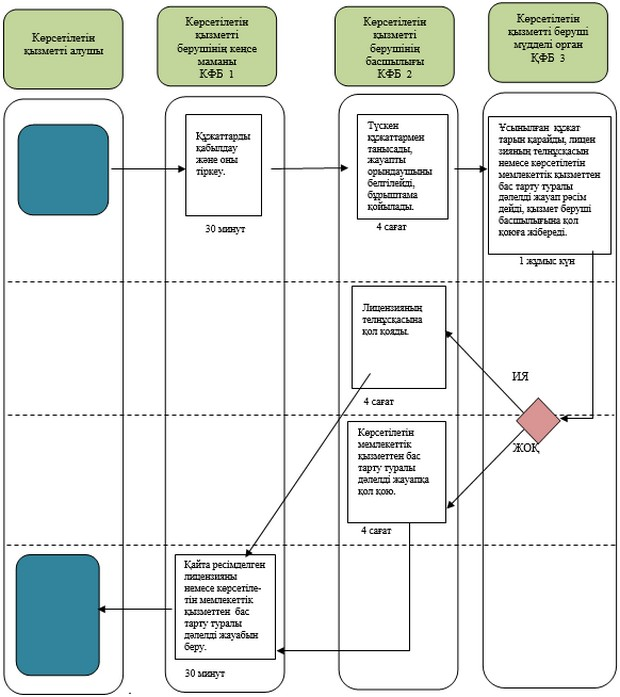 Көрсетілетін
қызметті алушы
Көрсетілетін
қызметті
берушінің кеңсе
маманы
КФБ 1
Көрсетілетін
қызметті
берушінің
басшылығы
КФБ 2
Көрсетілетін
қызметті беруші
мүдделі орган
ҚФБ 3
Құжаттарды
қабылдау
және оны
тіркеу.
30 минут
Түскен
құжаттармен
танысады,
жауапты
орындаушыны
белгілейді,
бұрыштама
қойылады.
4 сағат
Ұсынылған құжат
тарын қарайды, лицен
зияның телнұсқасын
немесе көрсетілетін
мемлекеттік қызметтен
бас тарту туралы
дәлелді жауап рәсім
дейді, қызмет беруші
басшылығына қол
қоюға жібереді.
1 жұмыс күн
Лицензияның
телнұсқасына
қол қояды.
4 сағат
ИЯ
ЖОҚ
Көрсетілетін
мемлекеттік
қызметтен бас
тарту туралы
дәлелді жауапқа
қол қою.
4 сағат
Қайта ресімделген
лицензияны
немесе көрсетіле-
тін мемлекеттік
қызметтен бас
тарту туралы
дәлелді жауабын
беру.
30 минут